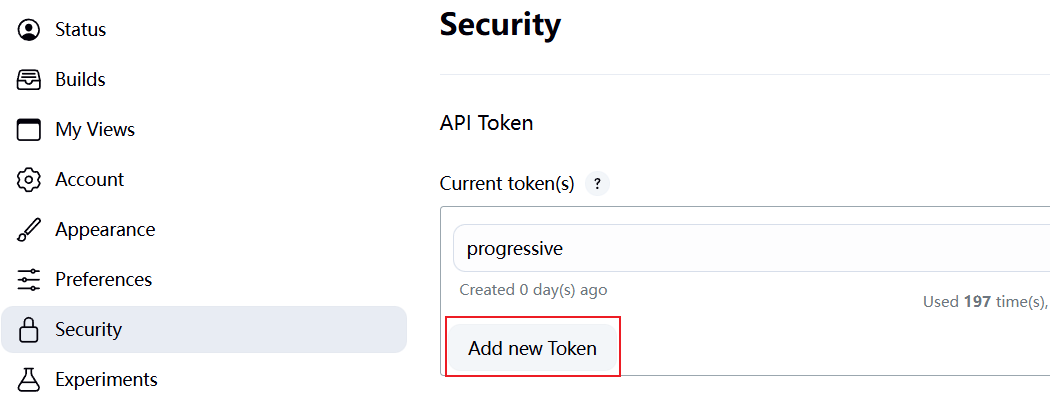 Status
Builds
My Views
Account
Appearance
Preferences
Security
Experiments
Security
API Token
Current token(s) ?
progressive
Created 0 day(s) ago
Used 197 time(s),
Add new Token